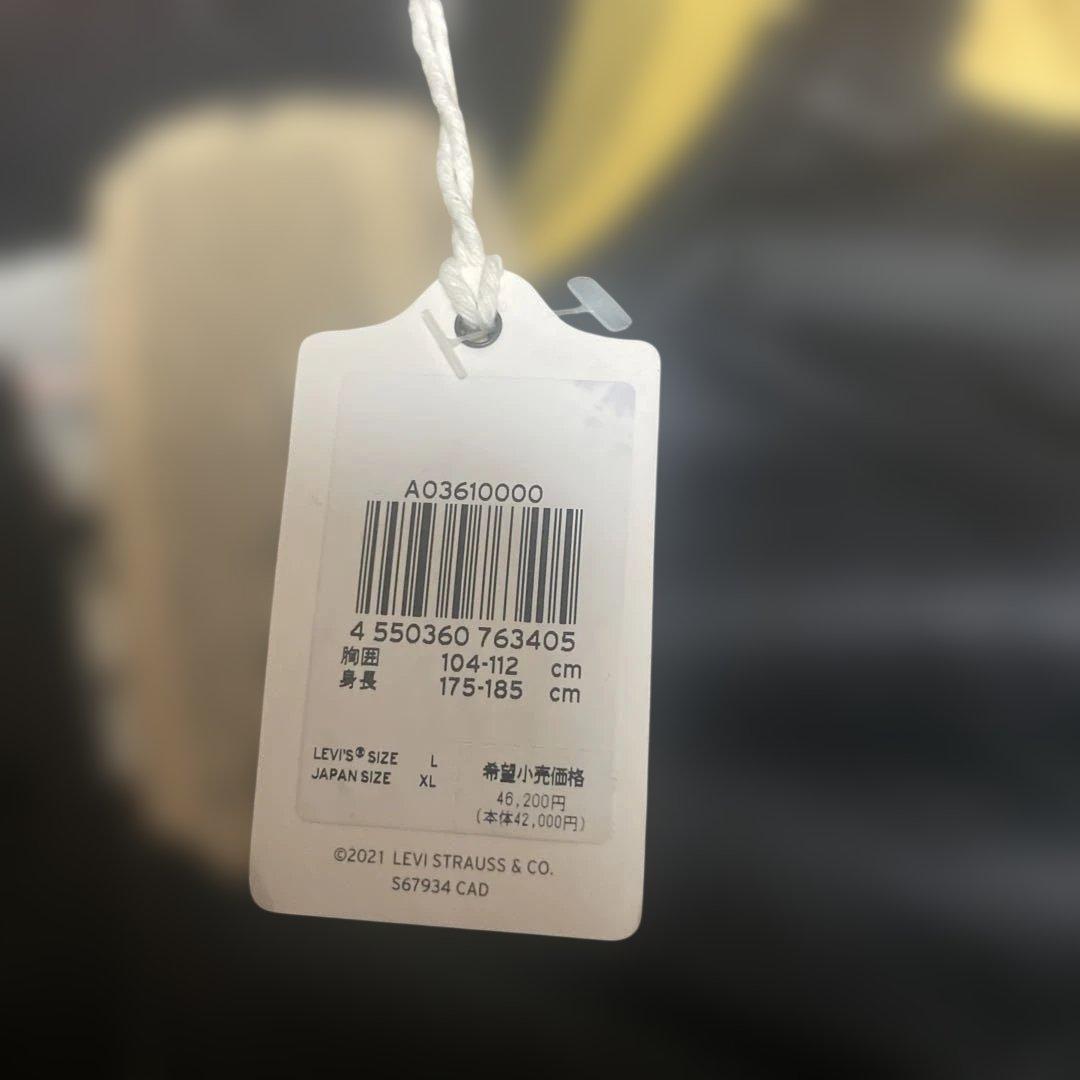 A03610000
4 550360 763405
胸囲 104-112 cm
身長 175-185 cm
LEVI'S® SIZE L
JAPAN SIZE XL
希望小売価格
46,200円
(本体42,000円)
©2021 LEVI STRAUSS & CO.
S67934 CAD